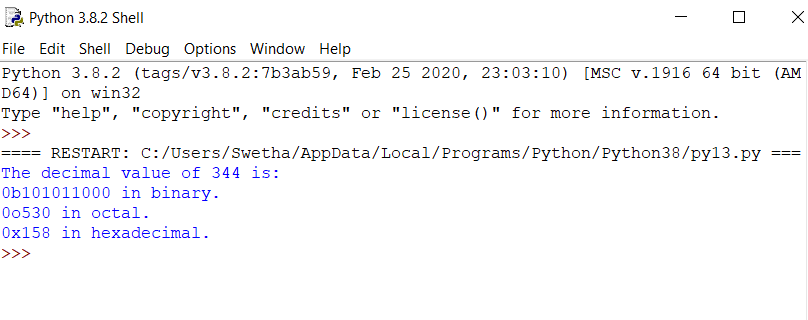 Python 3.8.2 Shell
File Edit Shell Debug Options Window Help
Python 3.8.2 (tags/v3.8.2:7b3ab59, Feb 25 2020, 23:03:10) [MSC v.1916 64 bit (AM
D64)] on win32
Type "help", "copyright", "credits" or "license()" for more information.
>>>
==== RESTART: C:/Users/Swetha/AppData/Local/Programs/Python/Python38/py13.py ===
The decimal value of 344 is:
0b101011000 in binary.
0o530 in octal.
0x158 in hexadecimal.
>>>